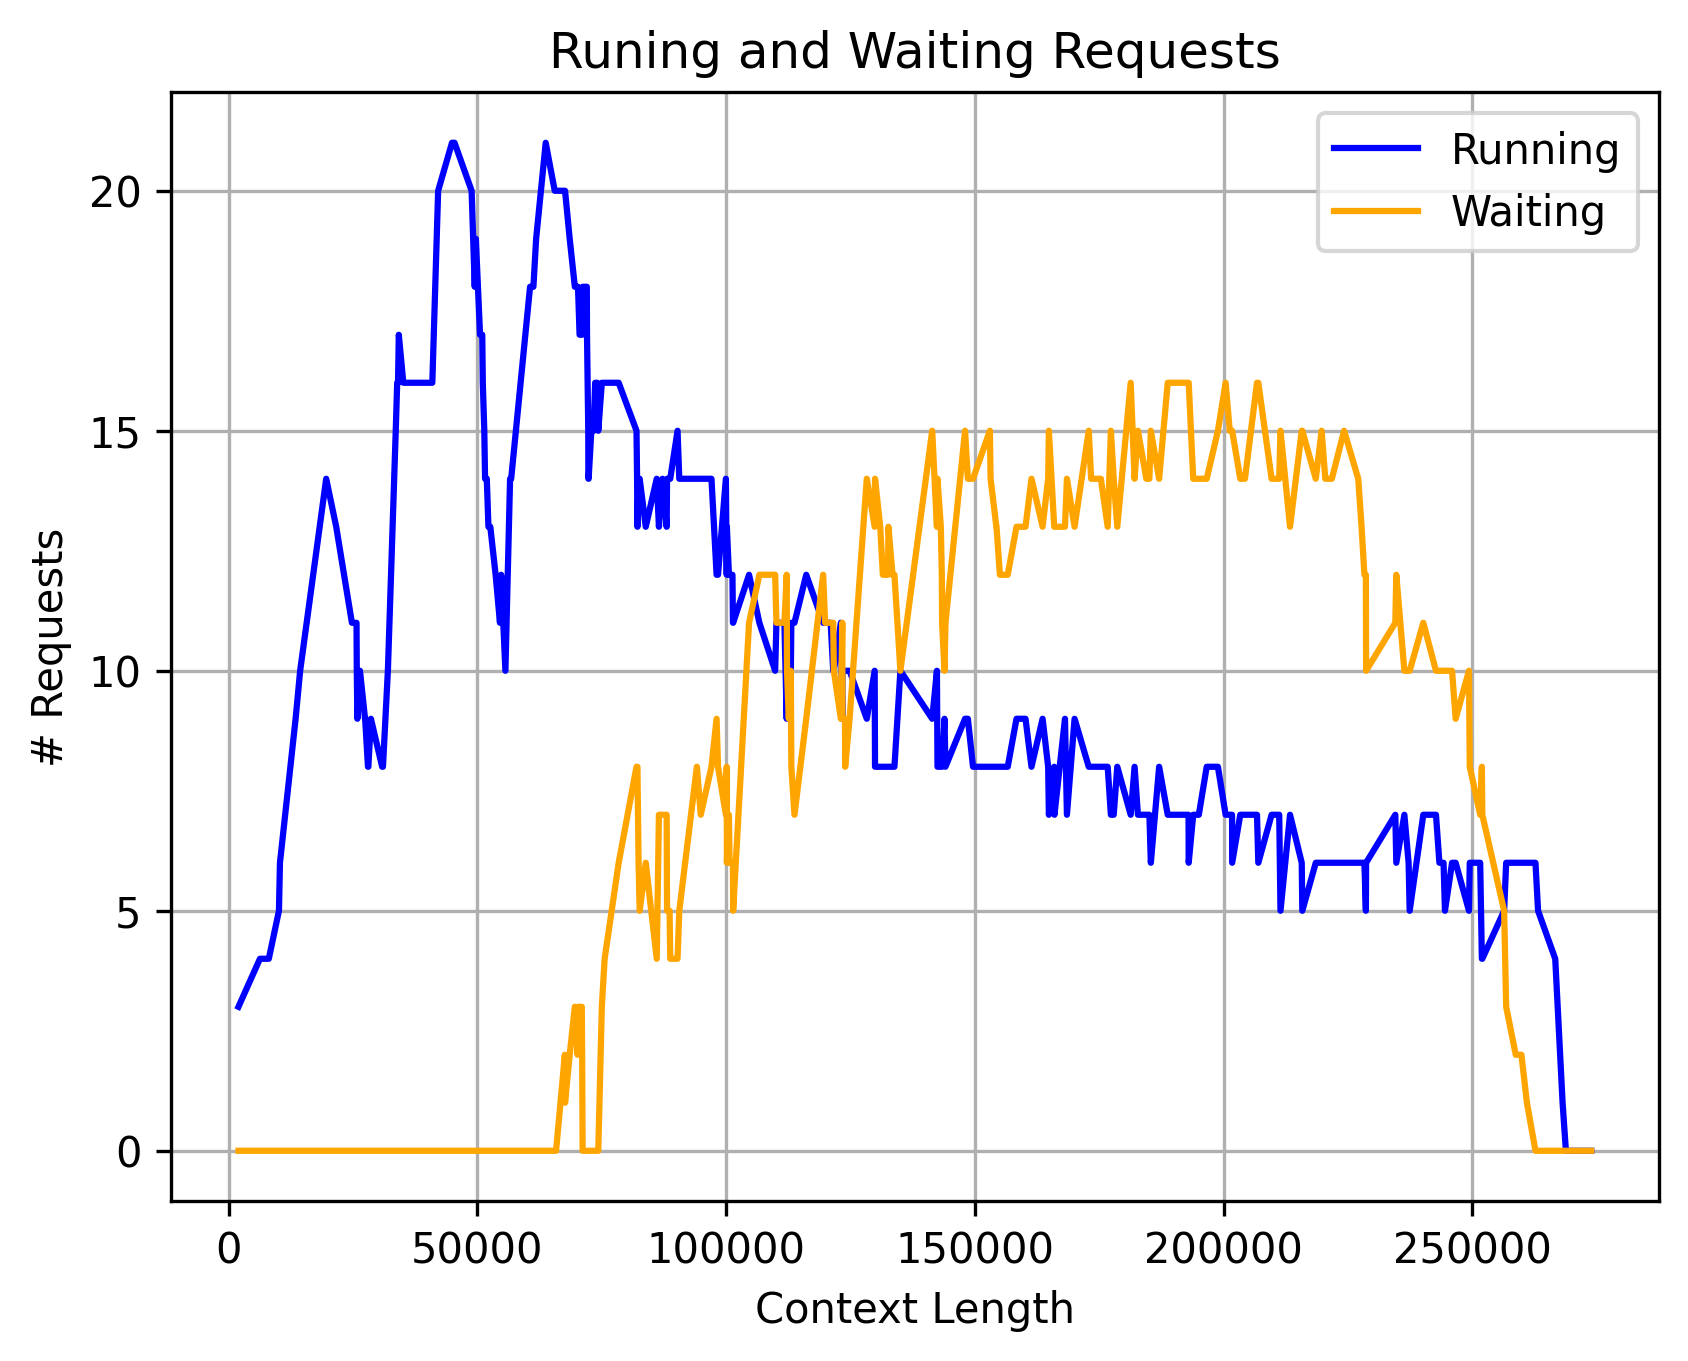 Runing and Waiting Requests
Running
Waiting
# Requests
20
15
10
5
0
0 50000 100000 150000 200000 250000
Context Length